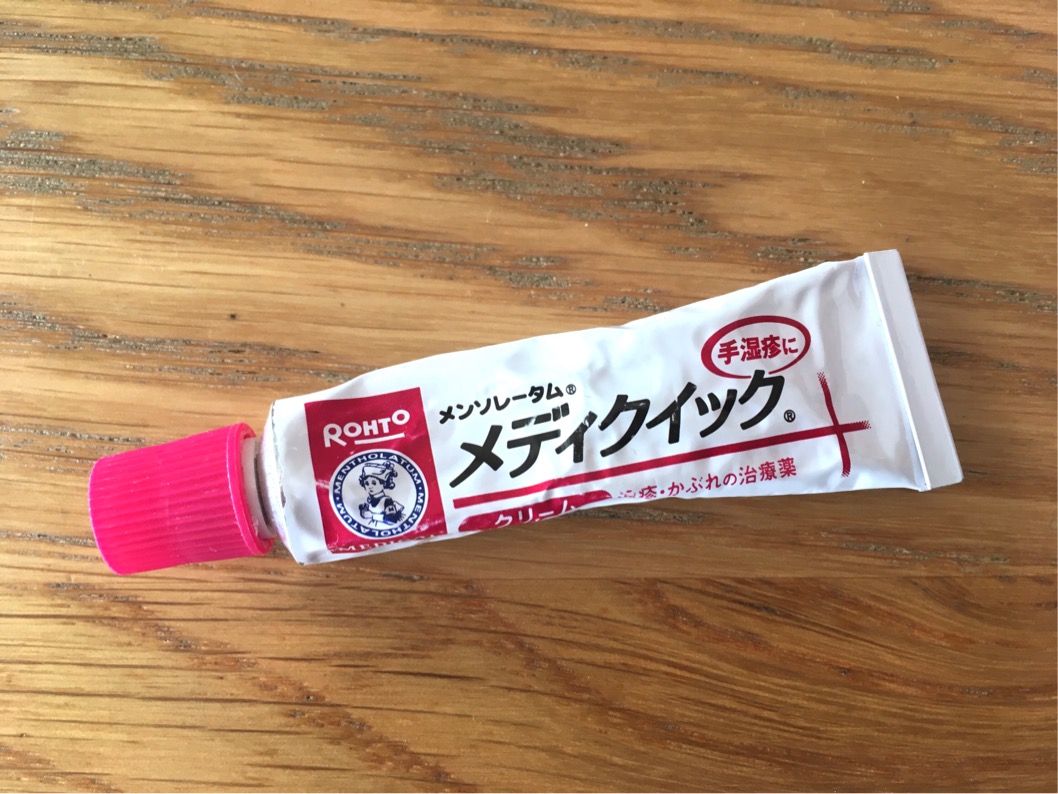 ROHTO
MENTHOLATUM・MENTHOLATUM・
メンソレータム®
メディクイック®
手湿疹に
クリーム
疹・かぶれの治療薬